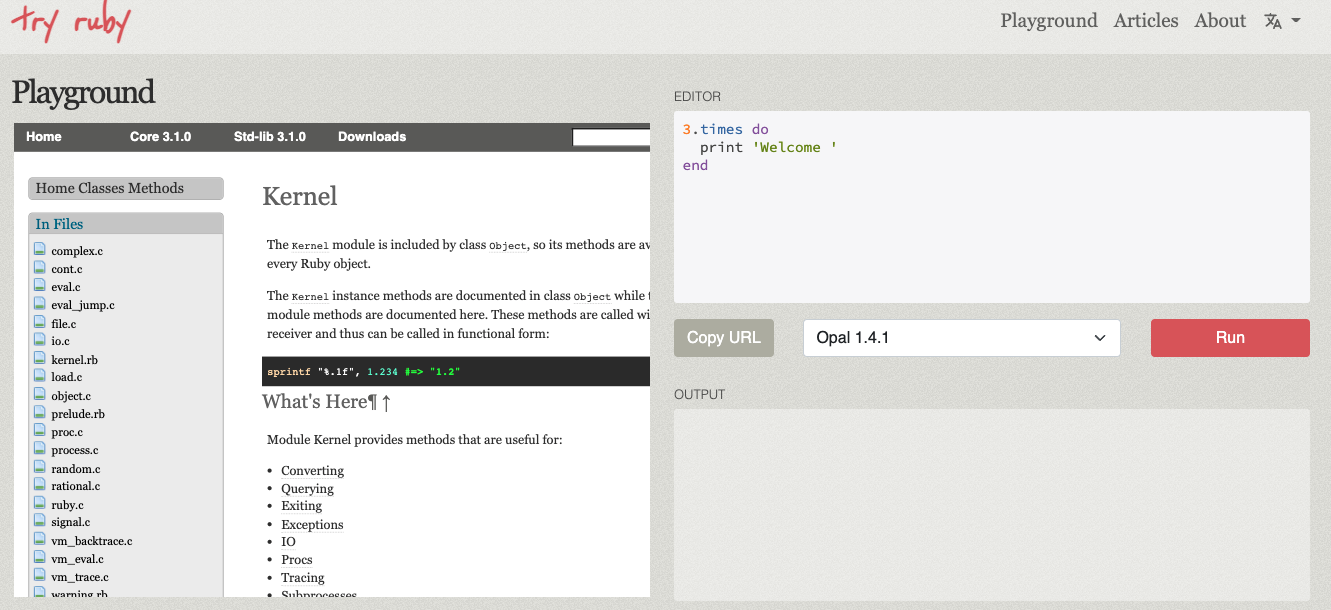 try ruby
Playground Articles About
Playground
Home Core 3.1.0 Std-lib 3.1.0 Downloads
Home Classes Methods
In Files
complex.c
cont.c
eval.c
eval_jump.c
file.c
io.c
kernel.rb
load.c
object.c
prelude.rb
proc.c
process.c
random.c
rational.c
ruby.c
signal.c
vm_backtrace.c
vm_eval.c
vm_trace.c
warning.rb
Kernel
The Kernel module is included by class Object, so its methods are
every Ruby object.
The Kernel instance methods are documented in class Object while
module methods are documented here. These methods are called
receiver and thus can be called in functional form:
sprintf "%.1f", 1.234 #=> "1.2"
What's Here¶ ↑
Module Kernel provides methods that are useful for:
• Converting
• Querying
• Exiting
• Exceptions
• IO
• Procs
• Tracing
• Subprocesses
EDITOR
3.times do
  print 'Welcome '
end
Copy URL
Opal 1.4.1
Run
OUTPUT